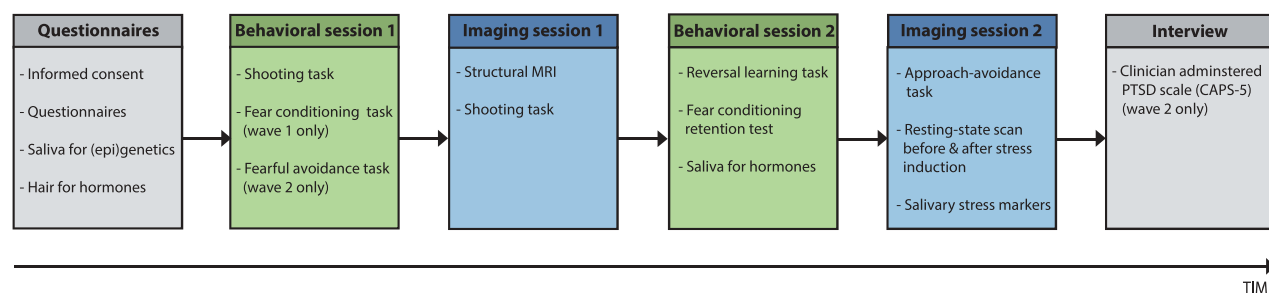 Questionnaires
- Informed consent
- Questionnaires
- Saliva for (epi)genetics
- Hair for hormones
Behavioral session 1
- Shooting task
- Fear conditioning task
(wave 1 only)
- Fearful avoidance task
(wave 2 only)
Imaging session 1
- Structural MRI
- Shooting task
Behavioral session 2
- Reversal learning task
- Fear conditioning
retention test
- Saliva for hormones
Imaging session 2
- Approach-avoidance
task
- Resting-state scan
before & after stress
induction
- Salivary stress markers
Interview
- Clinician adminstered
PTSD scale (CAPS-5)
(wave 2 only)
TIM